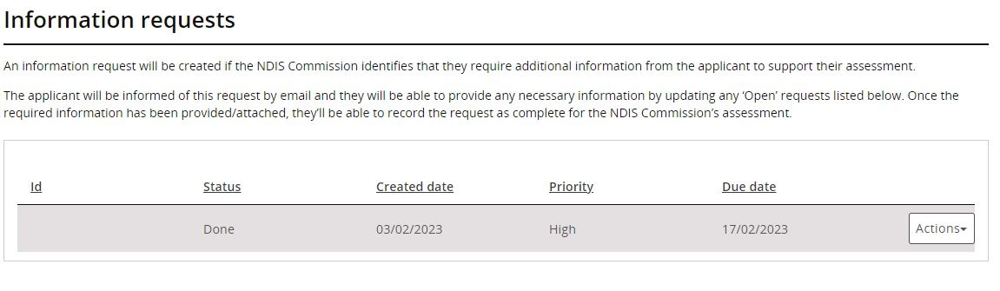 Information requests
An information request will be created if the NDIS Commission identifies that they require additional information from the applicant to support their assessment.
The applicant will be informed of this request by email and they will be able to provide any necessary information by updating any ‘Open’ requests listed below. Once the
required information has been provided/attached, they’ll be able to record the request as complete for the NDIS Commission’s assessment.
Id Status Created date Priority Due date
Done 03/02/2023 High 17/02/2023 Actions